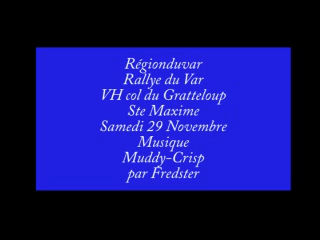 Régionduvar
Rallye du Var
VH col du Gratteloup
Ste Maxime
Samedi 29 Novembre
Musique
Muddy-Crisp
par Fredster